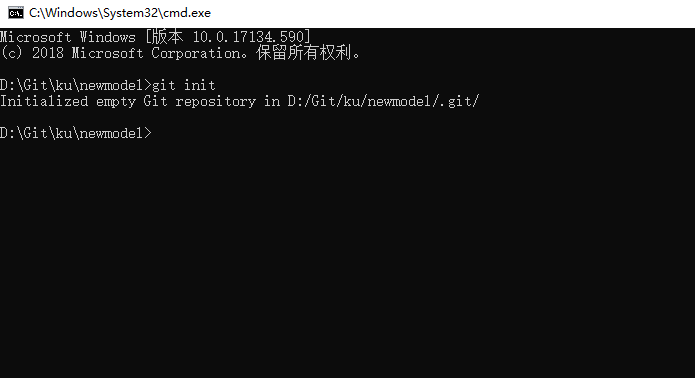 C:\Windows\System32\cmd.exe
Microsoft Windows [版本 10.0.17134.590]
(c) 2018 Microsoft Corporation。保留所有权利。
D:\Git\ku\newmodel>git init
Initialized empty Git repository in D:/Git/ku/newmodel/.git/
D:\Git\ku\newmodel>